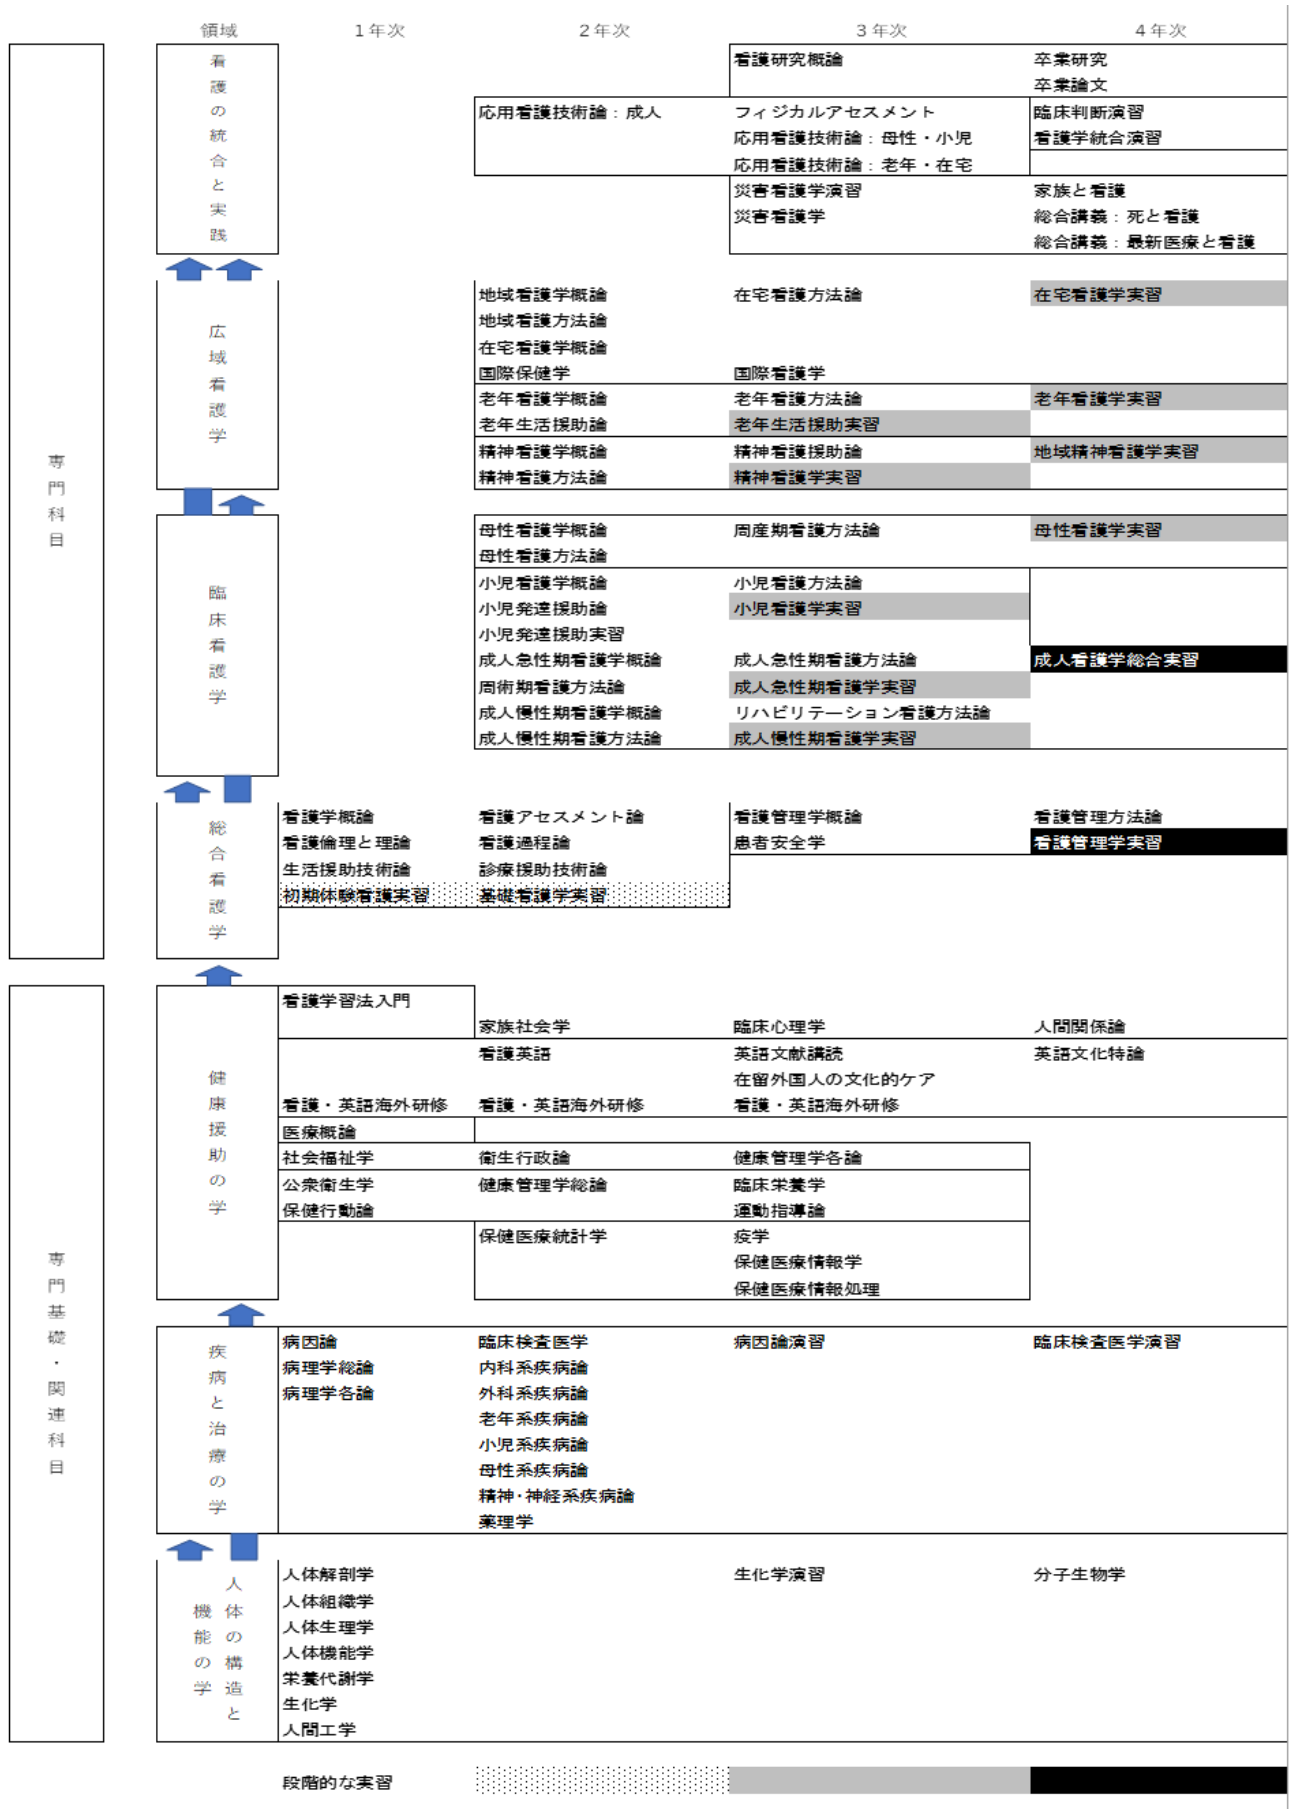 領域 1年次 2年次 3年次 4年次
専門科目
看護の統合と実践
看護研究概論 卒業研究
卒業論文
応用看護技術論：成人 フィジカルアセスメント 臨床判断演習
応用看護技術論：母性・小児 看護学統合演習
応用看護技術論：老年・在宅
災害看護学演習 家族と看護
災害看護学 総合講義：死と看護
総合講義：最新医療と看護
広域看護学
地域看護学概論 在宅看護方法論 在宅看護学実習
地域看護方法論
在宅看護学概論
国際保健学 国際看護学
老年看護学概論 老年看護方法論 老年看護学実習
老年生活援助論 老年生活援助実習
精神看護学概論 精神看護援助論 地域精神看護学実習
精神看護方法論 精神看護学実習
臨床看護学
母性看護学概論 周産期看護方法論 母性看護学実習
母性看護方法論
小児看護学概論 小児看護方法論
小児発達援助論 小児看護学実習
小児発達援助実習
成人急性期看護学概論 成人急性期看護方法論 成人看護学総合実習
周術期看護方法論 成人急性期看護学実習
成人慢性期看護学概論 リハビリテーション看護方法論
成人慢性期看護方法論 成人慢性期看護学実習
総合看護学
看護学概論 看護アセスメント論 看護管理学概論 看護管理方法論
看護倫理と理論 看護過程論 患者安全学 看護管理学実習
生活援助技術論 診療援助技術論
初期体験看護実習 基礎看護学実習
専門基礎・関連科目
健康援助の学
看護学習法入門
家族社会学 臨床心理学 人間関係論
看護英語 英語文献講読 英語文化特論
在留外国人の文化的ケア
看護・英語海外研修 看護・英語海外研修 看護・英語海外研修
医療概論
社会福祉学 衛生行政論 健康管理学各論
公衆衛生学 健康管理学総論 臨床栄養学
保健行動論 運動指導論
保健医療統計学 疫学
保健医療情報学
保健医療情報処理
疾病と治療の学
病因論 臨床検査医学 病因論演習 臨床検査医学演習
病理学総論 内科系疾病論
病理学各論 外科系疾病論
老年系疾病論
小児系疾病論
母性系疾病論
精神・神経系疾病論
薬理学
人体の構造と
機能の学
人体解剖学 生化学演習 分子生物学
人体組織学
人体生理学
人体機能学
栄養代謝学
生化学
人間工学
段階的な実習